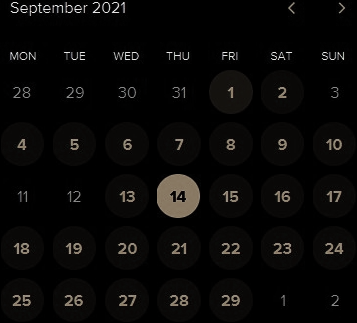 September 2021
MON TUE WED THU FRI SAT SUN
28 29 30 31 1 2 3
4 5 6 7 8 9 10
11 12 13 14 15 16 17
18 19 20 21 22 23 24
25 26 27 28 29 1 2